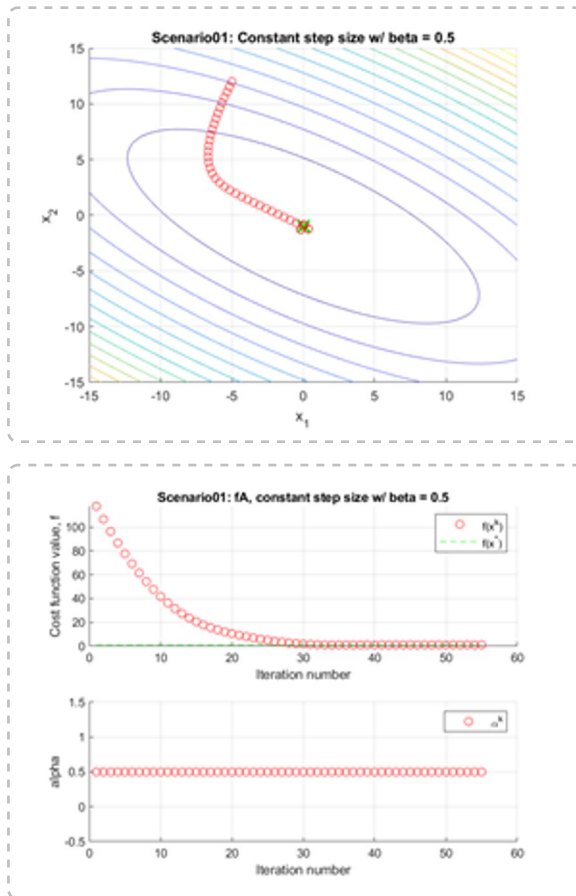 Scenario01: Constant step size w/ beta = 0.5
15
10
5
0
-5
-10
-15
x2
-15 -10 -5 0 5 10 15
x1
Scenario01: fA, constant step size w/ beta = 0.5
100
80
60
40
20
0
Cost function value, f
f(x^k)
f(x^*)
0 10 20 30 40 50 60
Iteration number
1.5
1
0.5
0
-0.5
alpha
α^k
0 10 20 30 40 50 60
Iteration number